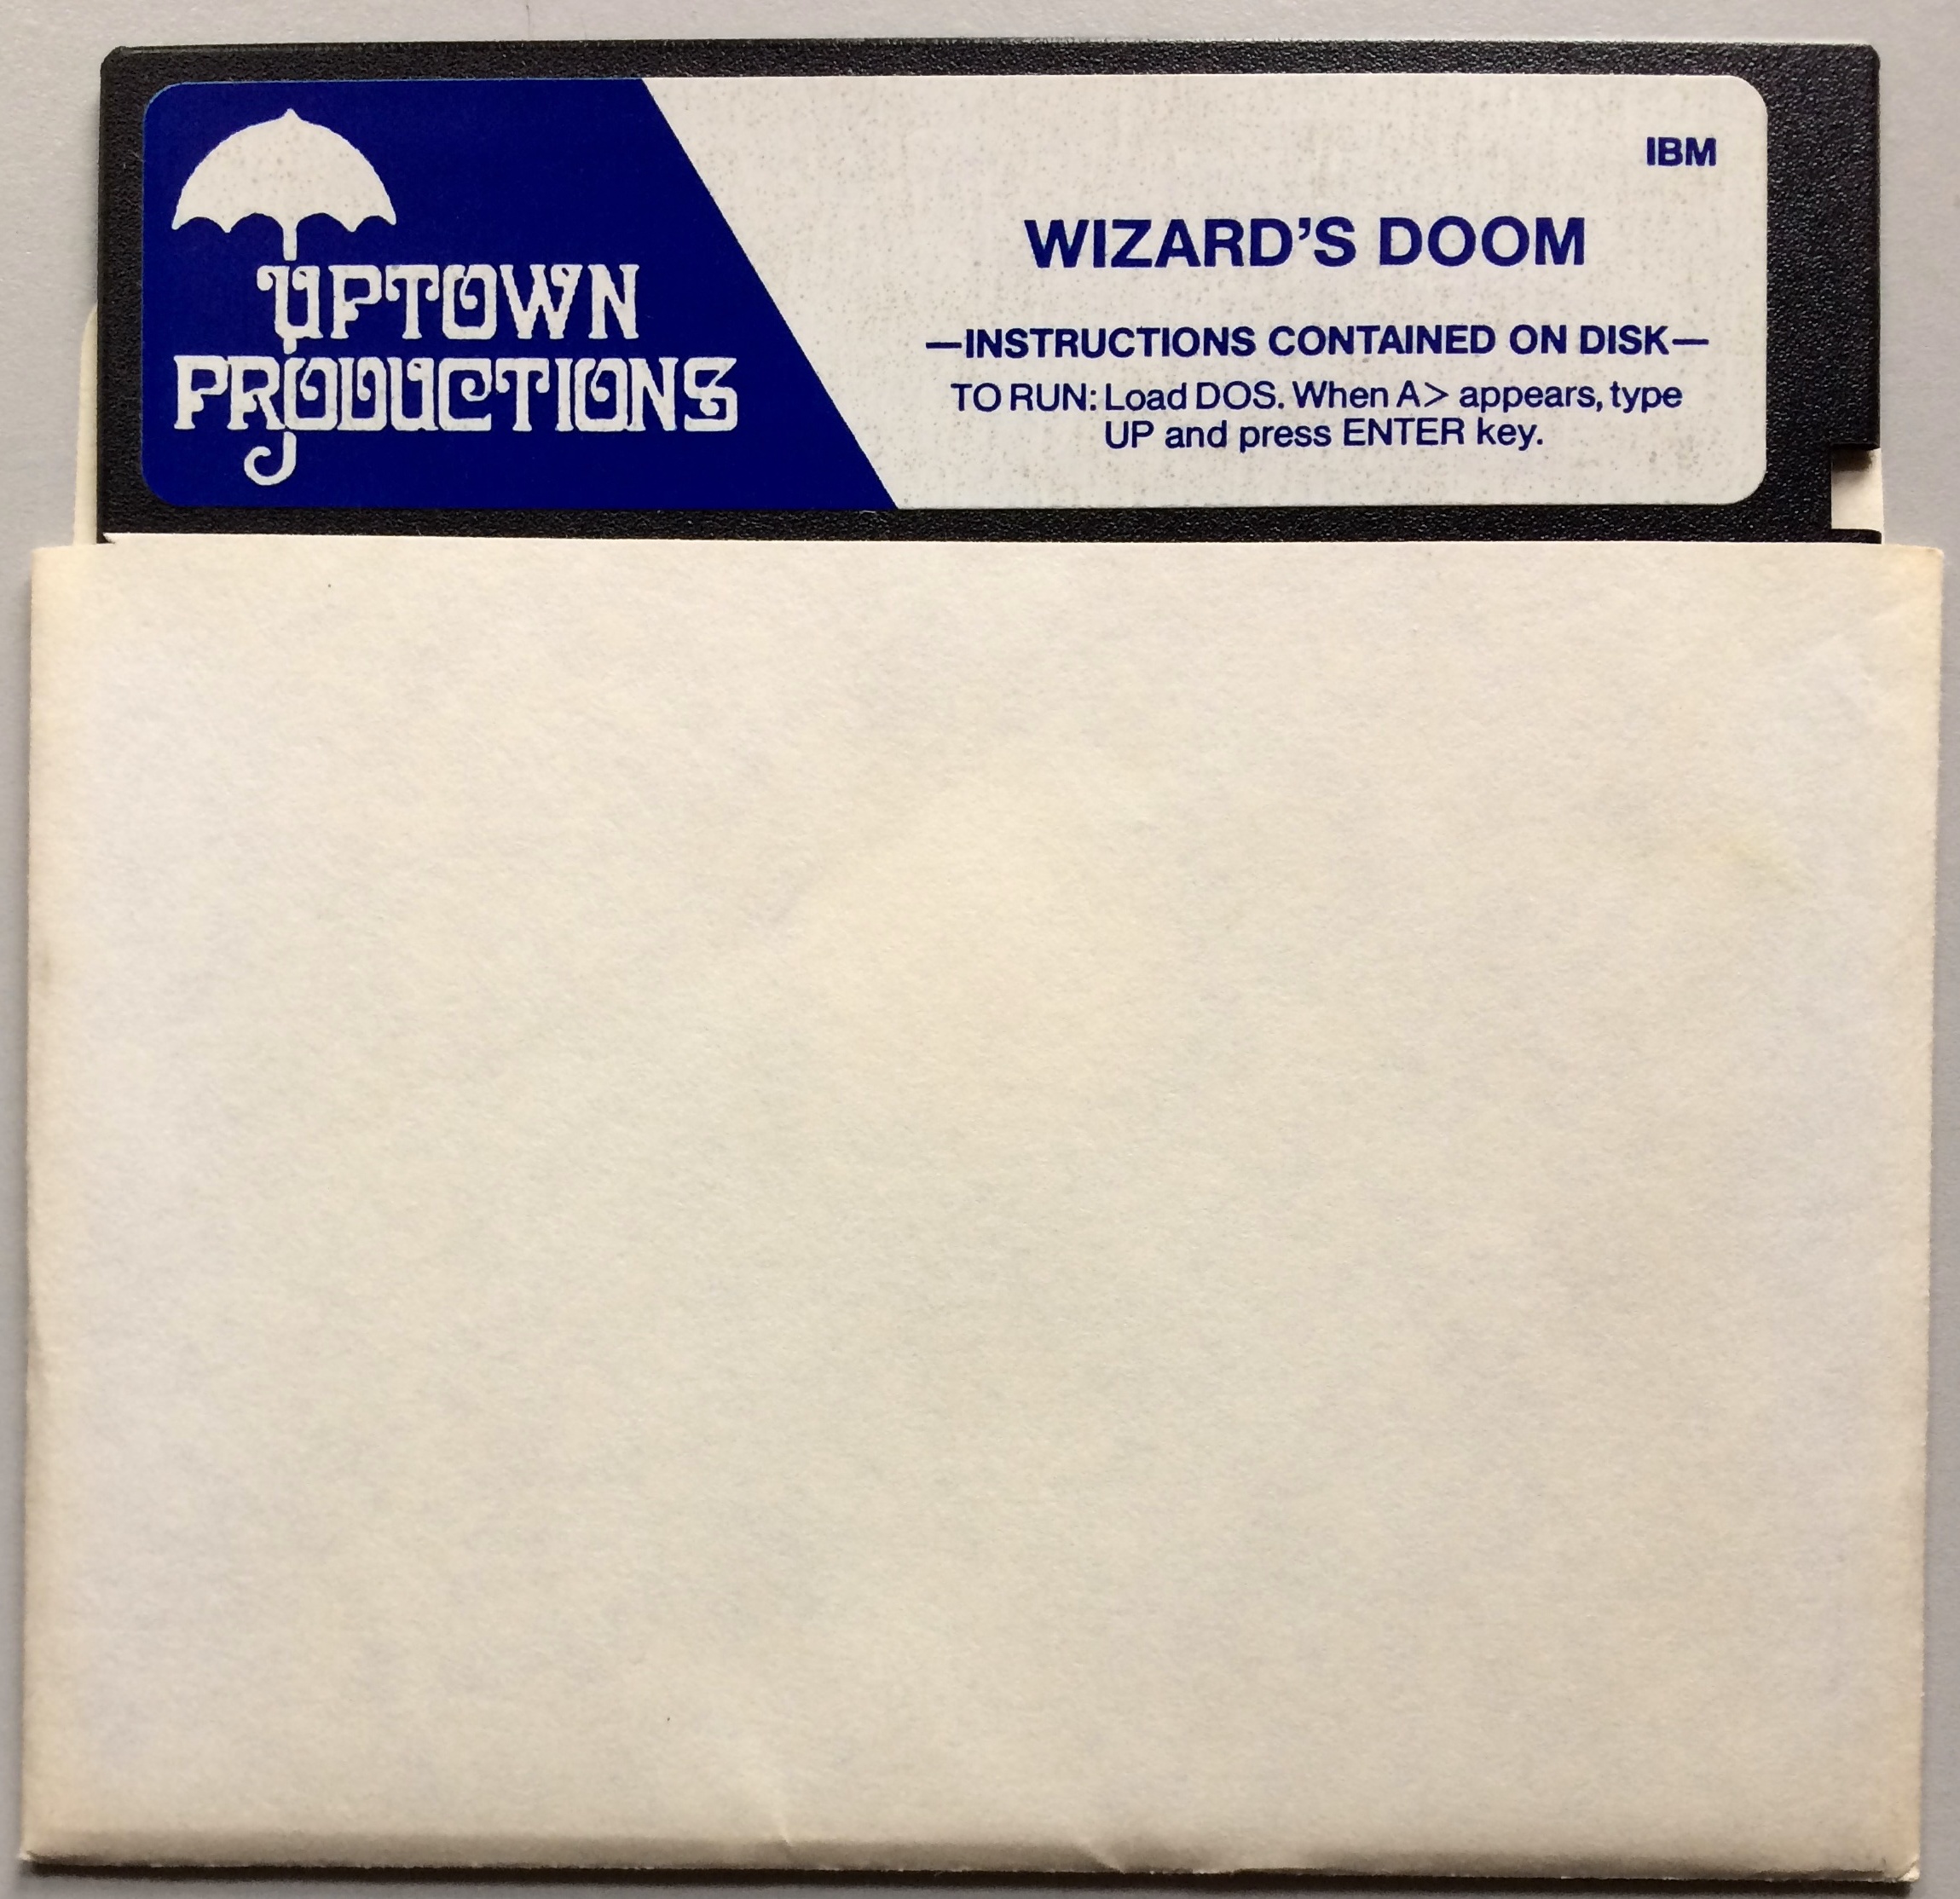 UPTOWN
PRODUCTIONS
IBM
WIZARD'S DOOM
—INSTRUCTIONS CONTAINED ON DISK—
TO RUN: Load DOS. When A> appears, type
UP and press ENTER key.